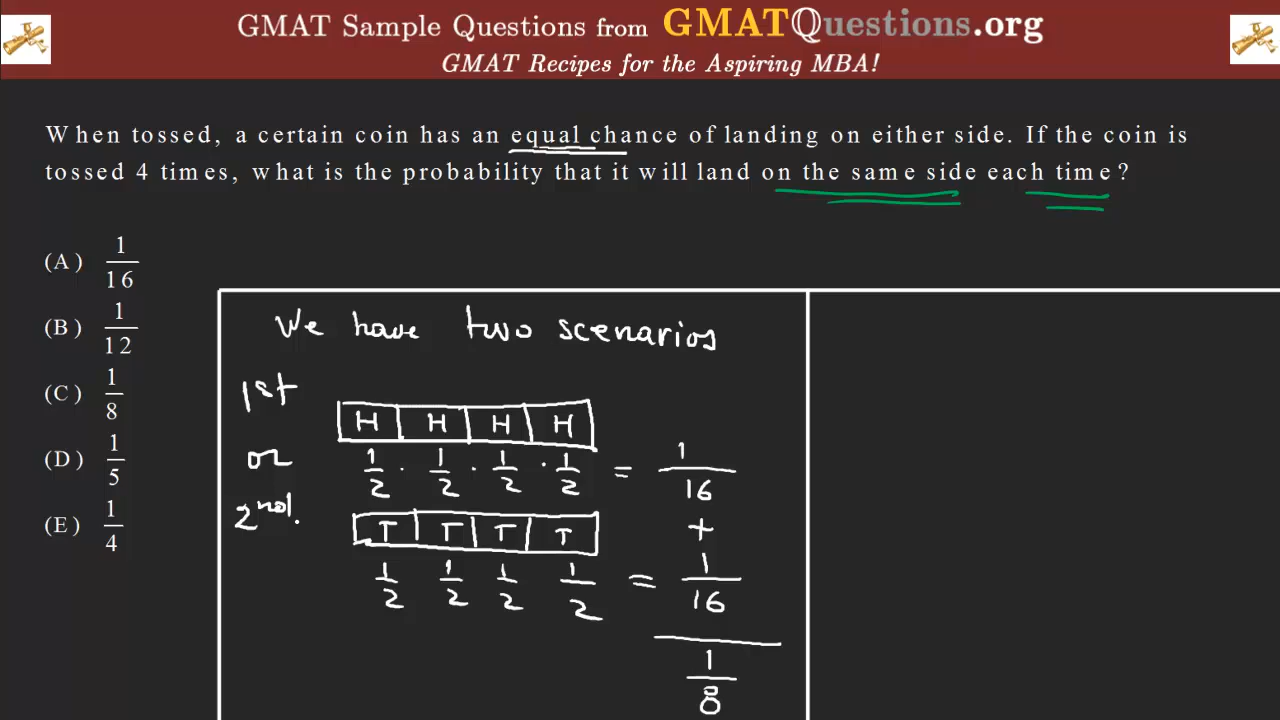 GMAT Sample Questions from GMATQuestions.org
GMAT Recipes for the Aspiring MBA!
When tossed, a certain coin has an equal chance of landing on either side. If the coin is
tossed 4 times, what is the probability that it will land on the same side each time?
(A) 1/16
(B) 1/12
(C) 1/8
(D) 1/5
(E) 1/4
We have two scenarios
1st
H H H H
or
1/2 · 1/2 · 1/2 · 1/2 = 1/16
2nd.
T T T T
+
1/2 1/2 1/2 1/2 = 1/16
1/8